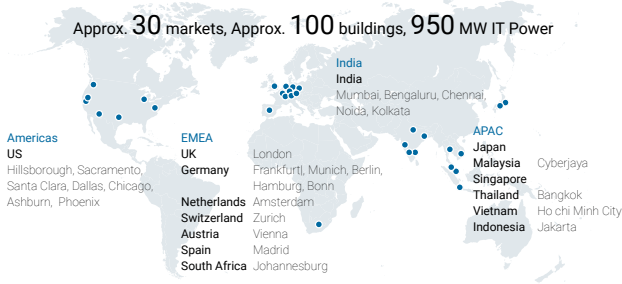 Approx. 30 markets, Approx. 100 buildings, 950 MW IT Power
India
India
Mumbai, Bengaluru, Chennai,
Noida, Kolkata
Americas
US
Hillsborough, Sacramento,
Santa Clara, Dallas, Chicago,
Ashburn, Phoenix
EMEA
UK London
Germany Frankfurt|, Munich, Berlin,
Hamburg, Bonn
Netherlands Amsterdam
Switzerland Zurich
Austria Vienna
Spain Madrid
South Africa Johannesburg
APAC
Japan
Malaysia Cyberjaya
Singapore
Thailand Bangkok
Vietnam Ho chi Minh City
Indonesia Jakarta